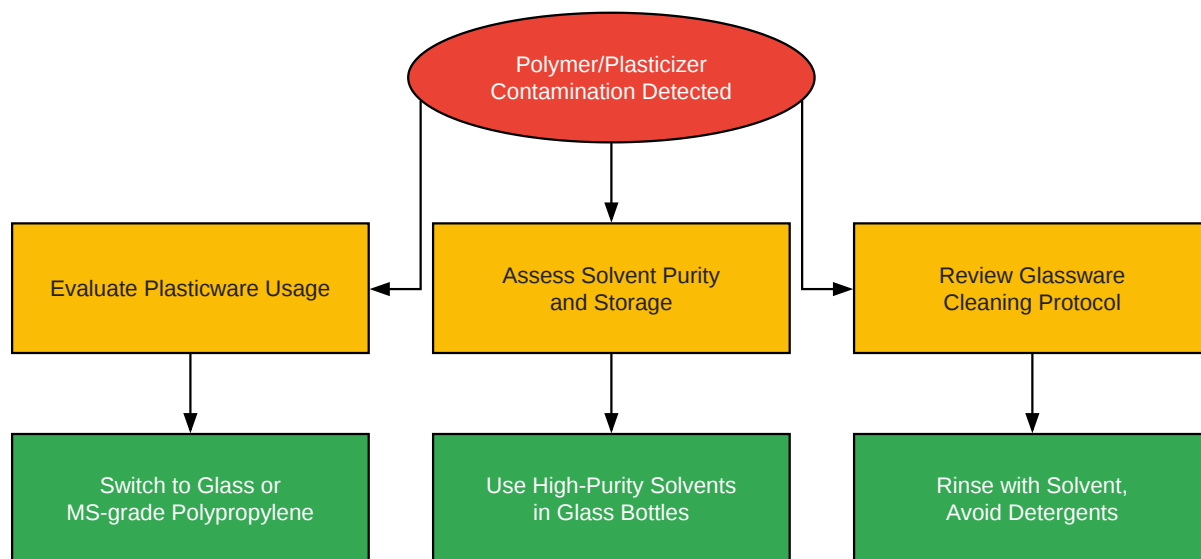 Polymer/Plasticizer
Contamination Detected
Evaluate Plasticware Usage
Assess Solvent Purity
and Storage
Review Glassware
Cleaning Protocol
Switch to Glass or
MS-grade Polypropylene
Use High-Purity Solvents
in Glass Bottles
Rinse with Solvent,
Avoid Detergents